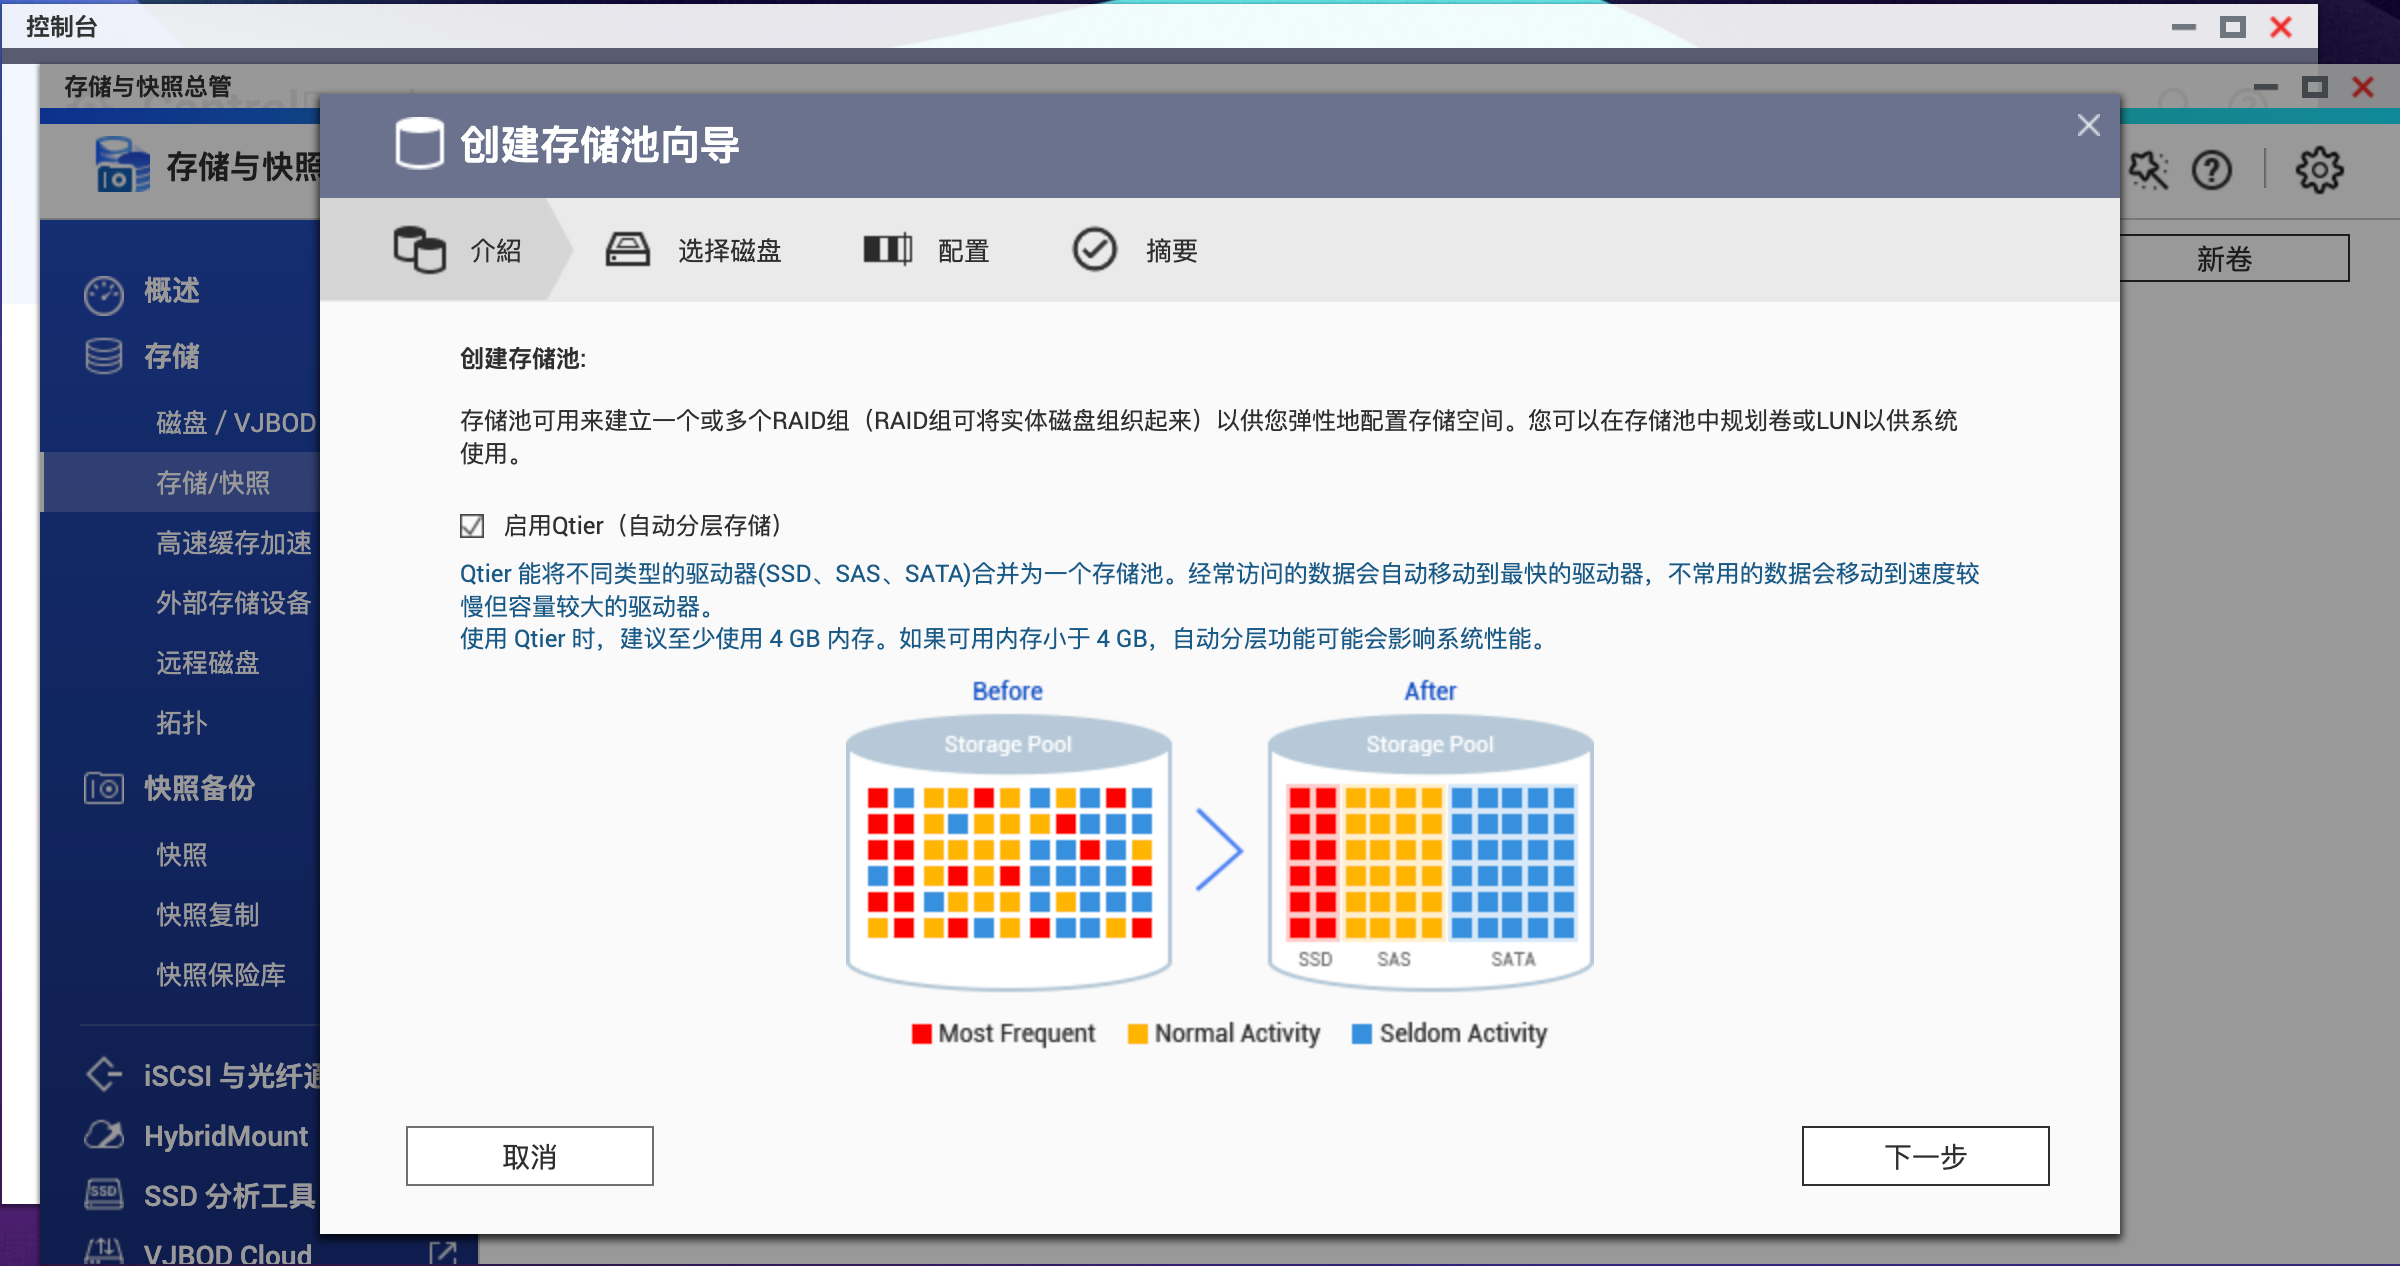 控制台
存储与快照总管
存储与快照
创建存储池向导
介紹
选择磁盘
配置
摘要
新卷
概述
存储
磁盘 / VJBOD
存储/快照
高速缓存加速
外部存储设备
远程磁盘
拓扑
快照备份
快照
快照复制
快照保险库
iSCSI 与光纤通
HybridMount
SSD 分析工具
VJBOD Cloud
创建存储池:
存储池可用来建立一个或多个RAID组（RAID组可将实体磁盘组织起来）以供您弹性地配置存储空间。您可以在存储池中规划卷或LUN以供系统
使用。
启用Qtier（自动分层存储）
Qtier 能将不同类型的驱动器(SSD、SAS、SATA)合并为一个存储池。经常访问的数据会自动移动到最快的驱动器，不常用的数据会移动到速度较
慢但容量较大的驱动器。
使用 Qtier 时，建议至少使用 4 GB 内存。如果可用内存小于 4 GB，自动分层功能可能会影响系统性能。
Before
After
Storage Pool
Storage Pool
SSD
SAS
SATA
Most Frequent
Normal Activity
Seldom Activity
取消
下一步